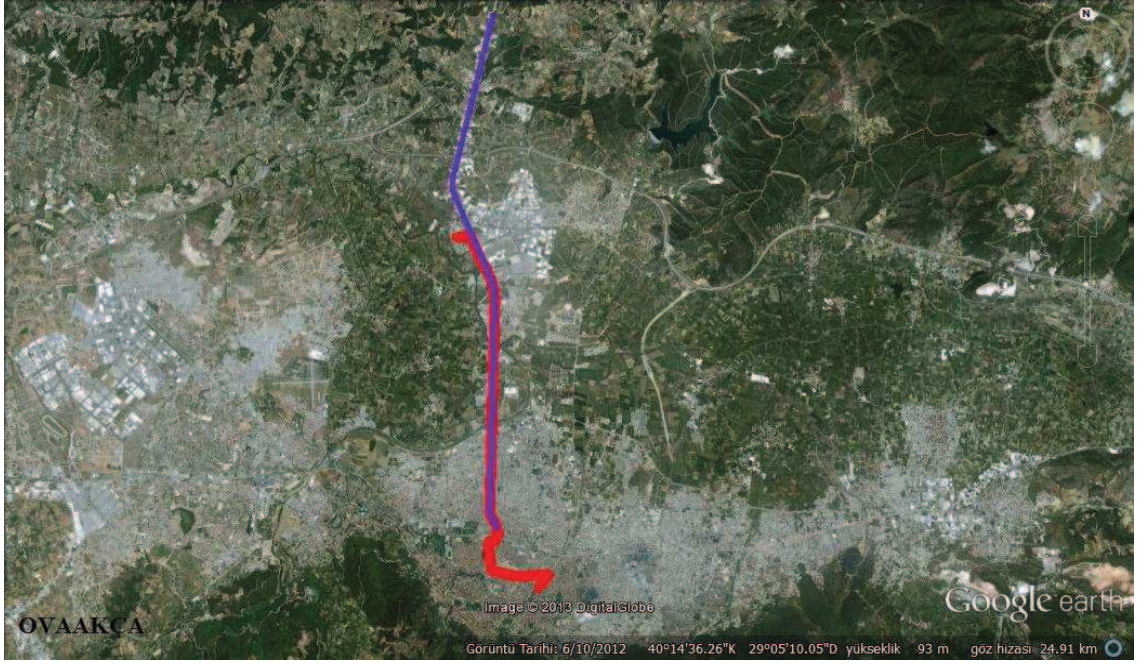 N
Image © 2013 DigitalGlobe
Google earth
OVAAKÇA
Görüntü Tarihi: 6/10/2012 40°14'36.26"K 29°05'10.05"D yükseklik 93 m göz hizası 24.91 km